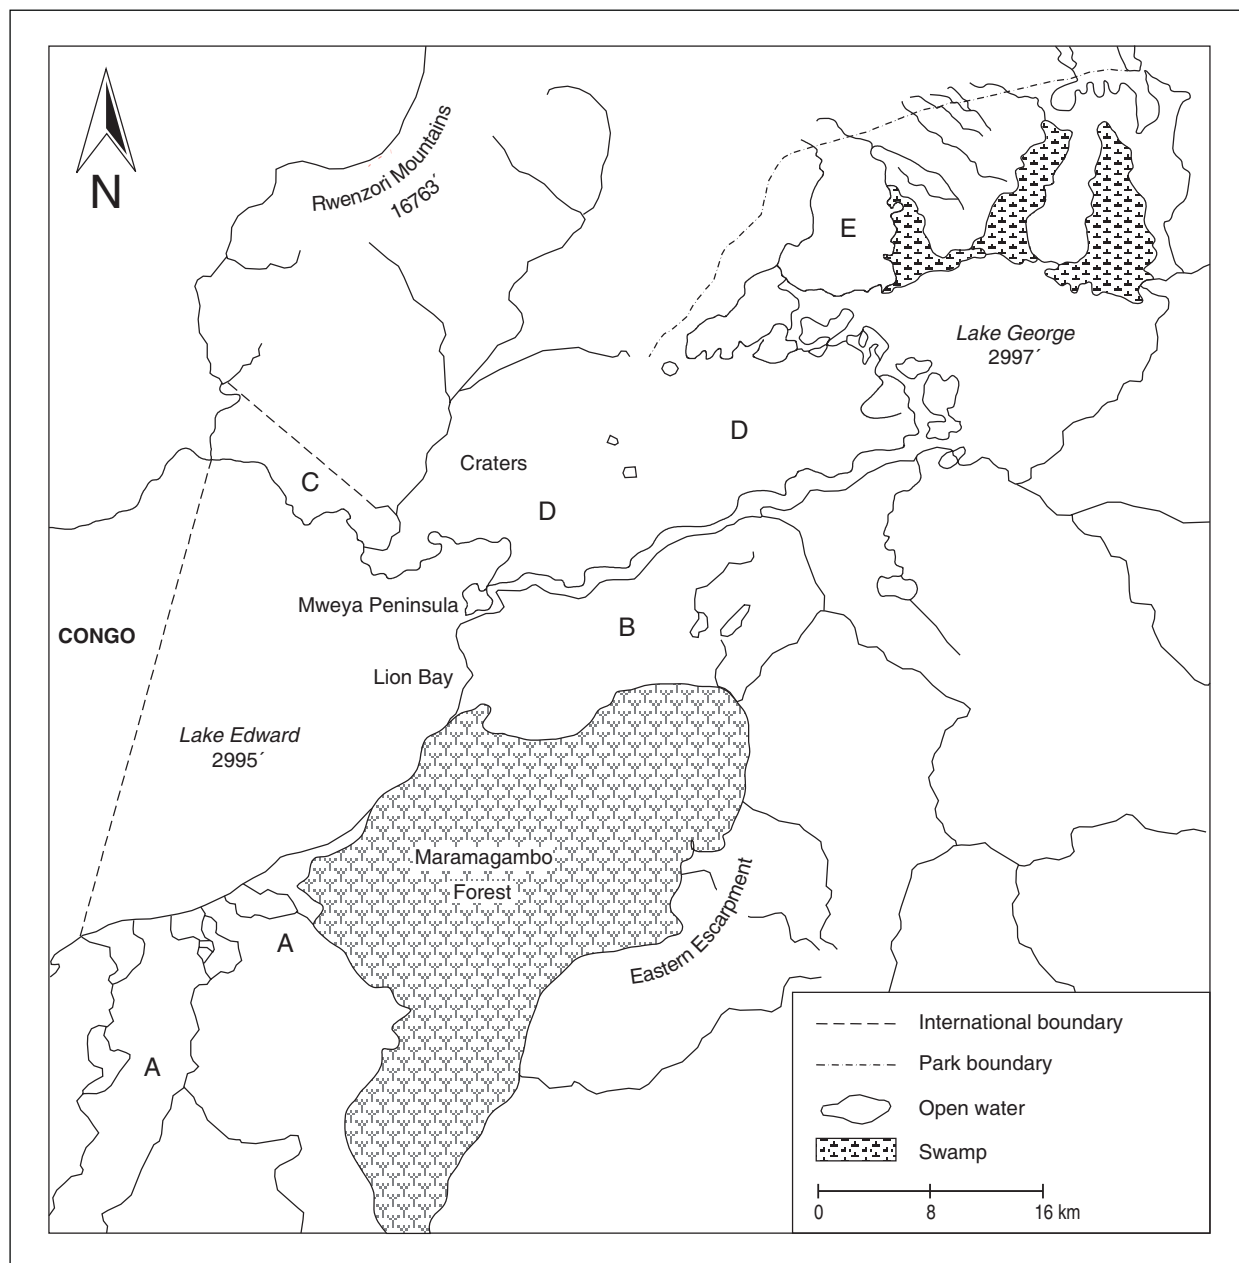 N
Rwenzori Mountains
16763´
E
Lake George
2997´
D
Craters
C
D
Mweya Peninsula
B
CONGO
Lion Bay
Lake Edward
2995´
Maramagambo
Forest
Eastern Escarpment
A
A
International boundary
Park boundary
Open water
Swamp
0 8 16 km